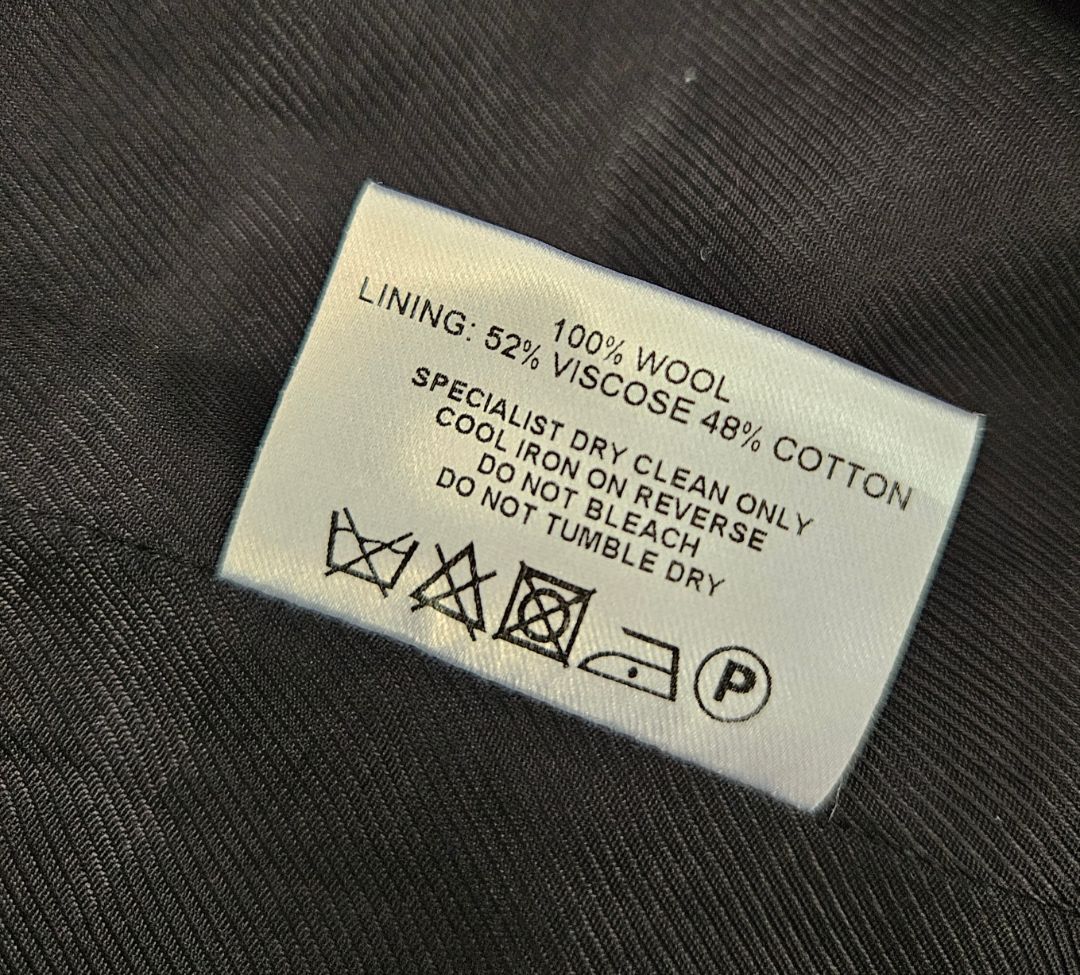 100% WOOL
LINING: 52% VISCOSE 48% COTTON
SPECIALIST DRY CLEAN ONLY
COOL IRON ON REVERSE
DO NOT BLEACH
DO NOT TUMBLE DRY
P